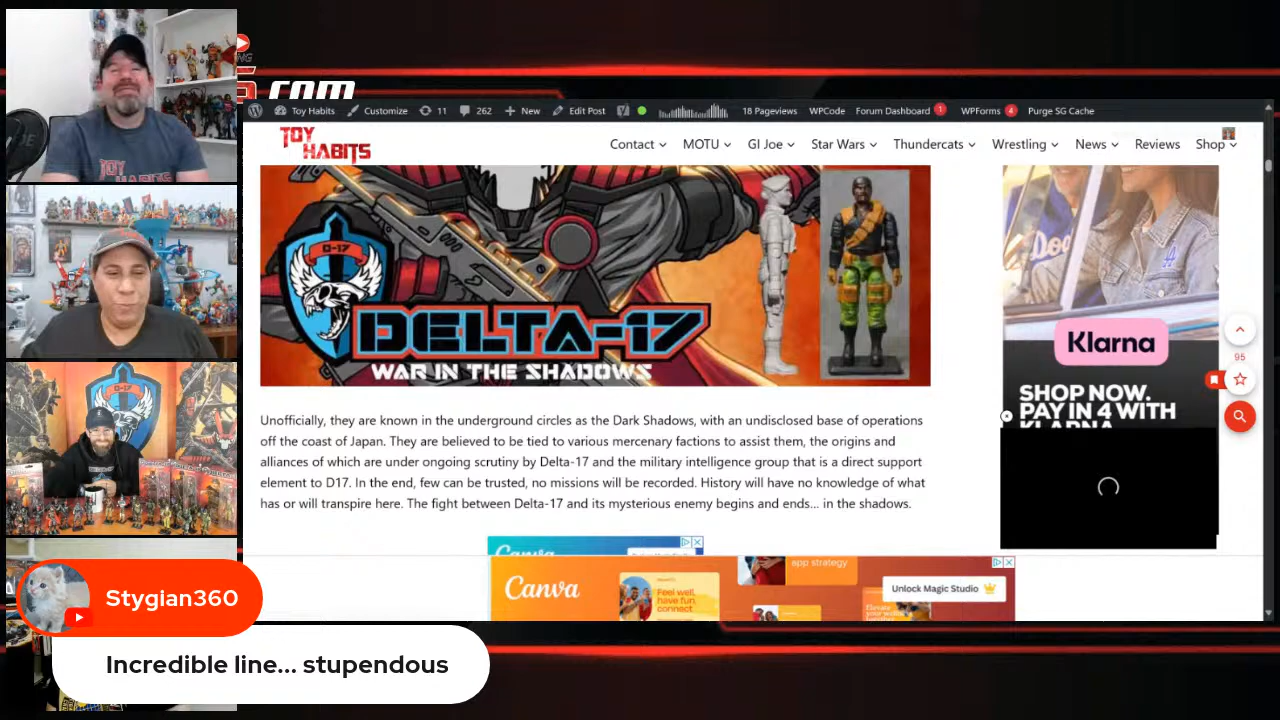 Toy Habits
Customize
11
262
New
Edit Post
18 Pageviews
WPCode
Forum Dashboard 1
WPForms 4
Purge SG Cache
TOY
HABITS
Contact
MOTU
GI Joe
Star Wars
Thundercats
Wrestling
News
Reviews
Shop
D-17
DELTA-17
WAR IN THE SHADOWS
Klarna
SHOP NOW.
PAY IN 4 WITH
KLARNA
95
Unofficially, they are known in the underground circles as the Dark Shadows, with an undisclosed base of operations
off the coast of Japan. They are believed to be tied to various mercenary factions to assist them, the origins and
alliances of which are under ongoing scrutiny by Delta-17 and the military intelligence group that is a direct support
element to D17. In the end, few can be trusted, no missions will be recorded. History will have no knowledge of what
has or will transpire here. The fight between Delta-17 and its mysterious enemy begins and ends... in the shadows.
Canva
Canva
Feel well,
have fun,
connect
app strategy
Unlock Magic Studio
Stygian360
Incredible line... stupendous